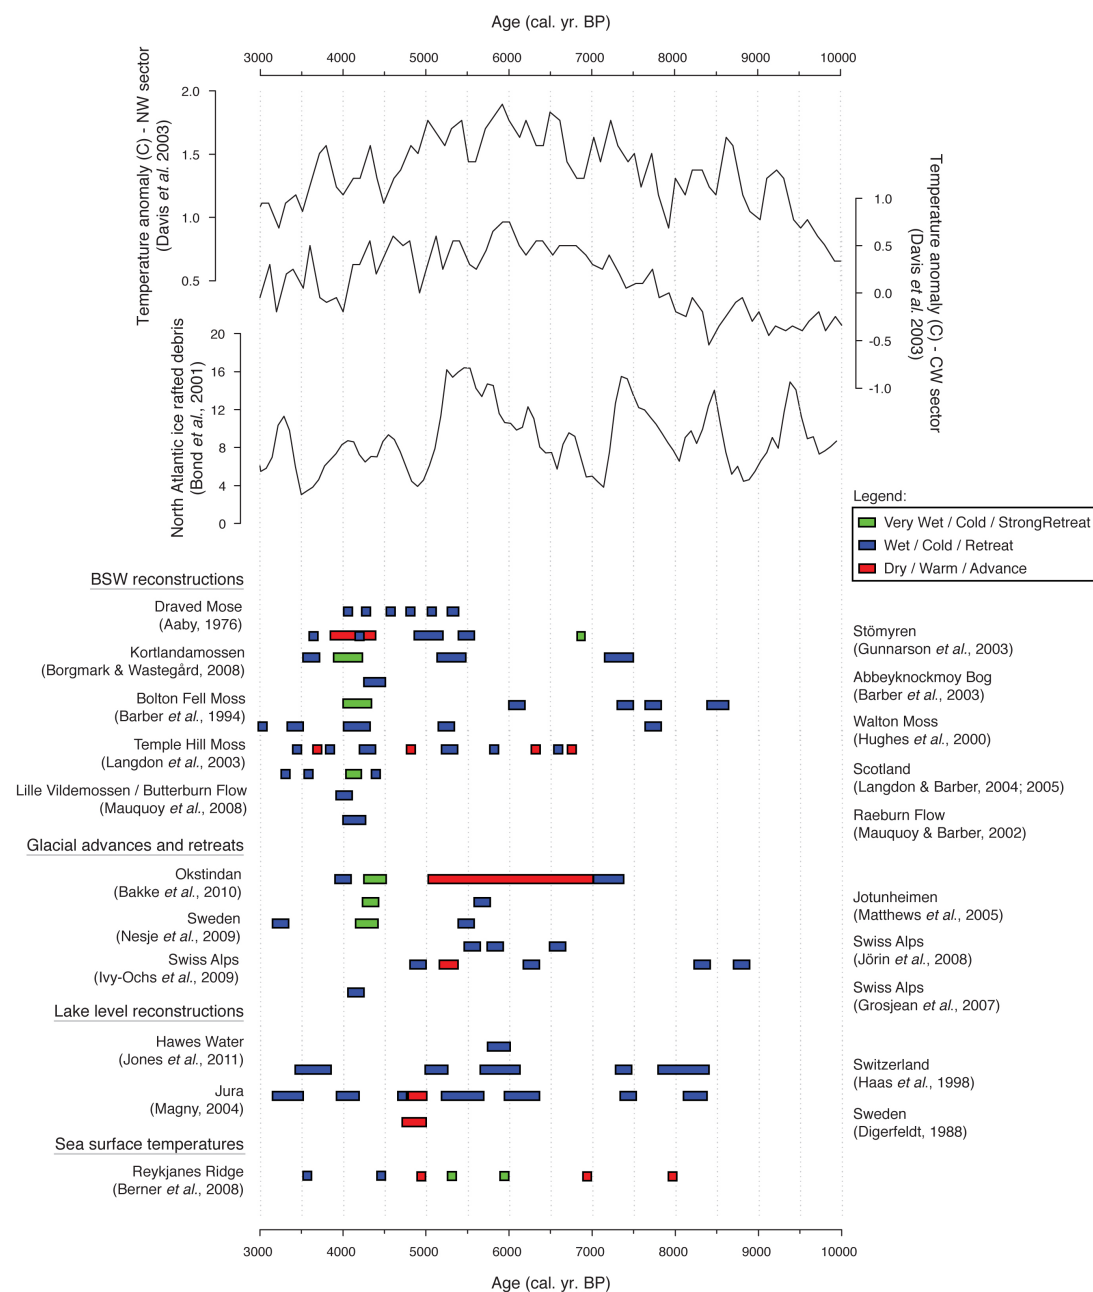 Age (cal. yr. BP)
3000 4000 5000 6000 7000 8000 9000 10000
Temperature anomaly (C) - NW sector
(Davis et al. 2003)
2.0
1.5
1.0
0.5
Temperature anomaly (C) - CW sector
(Davis et al. 2003)
1.0
0.5
0.0
-0.5
-1.0
North Atlantic ice rafted debris
(Bond et al., 2001)
20
16
12
8
4
0
Legend:
Very Wet / Cold / StrongRetreat
Wet / Cold / Retreat
Dry / Warm / Advance
BSW reconstructions
Draved Mose
(Aaby, 1976)
Stömyren
(Gunnarson et al., 2003)
Kortlandamossen
(Borgmark & Wastegård, 2008)
Abbeyknockmoy Bog
(Barber et al., 2003)
Bolton Fell Moss
(Barber et al., 1994)
Walton Moss
(Hughes et al., 2000)
Temple Hill Moss
(Langdon et al., 2003)
Scotland
(Langdon & Barber, 2004; 2005)
Lille Vildemossen / Butterburn Flow
(Mauquoy et al., 2008)
Raeburn Flow
(Mauquoy & Barber, 2002)
Glacial advances and retreats
Okstindan
(Bakke et al., 2010)
Jotunheimen
(Matthews et al., 2005)
Sweden
(Nesje et al., 2009)
Swiss Alps
(Jörin et al., 2008)
Swiss Alps
(Ivy-Ochs et al., 2009)
Swiss Alps
(Grosjean et al., 2007)
Lake level reconstructions
Hawes Water
(Jones et al., 2011)
Switzerland
(Haas et al., 1998)
Jura
(Magny, 2004)
Sweden
(Digerfeldt, 1988)
Sea surface temperatures
Reykjanes Ridge
(Berner et al., 2008)
3000 4000 5000 6000 7000 8000 9000 10000
Age (cal. yr. BP)